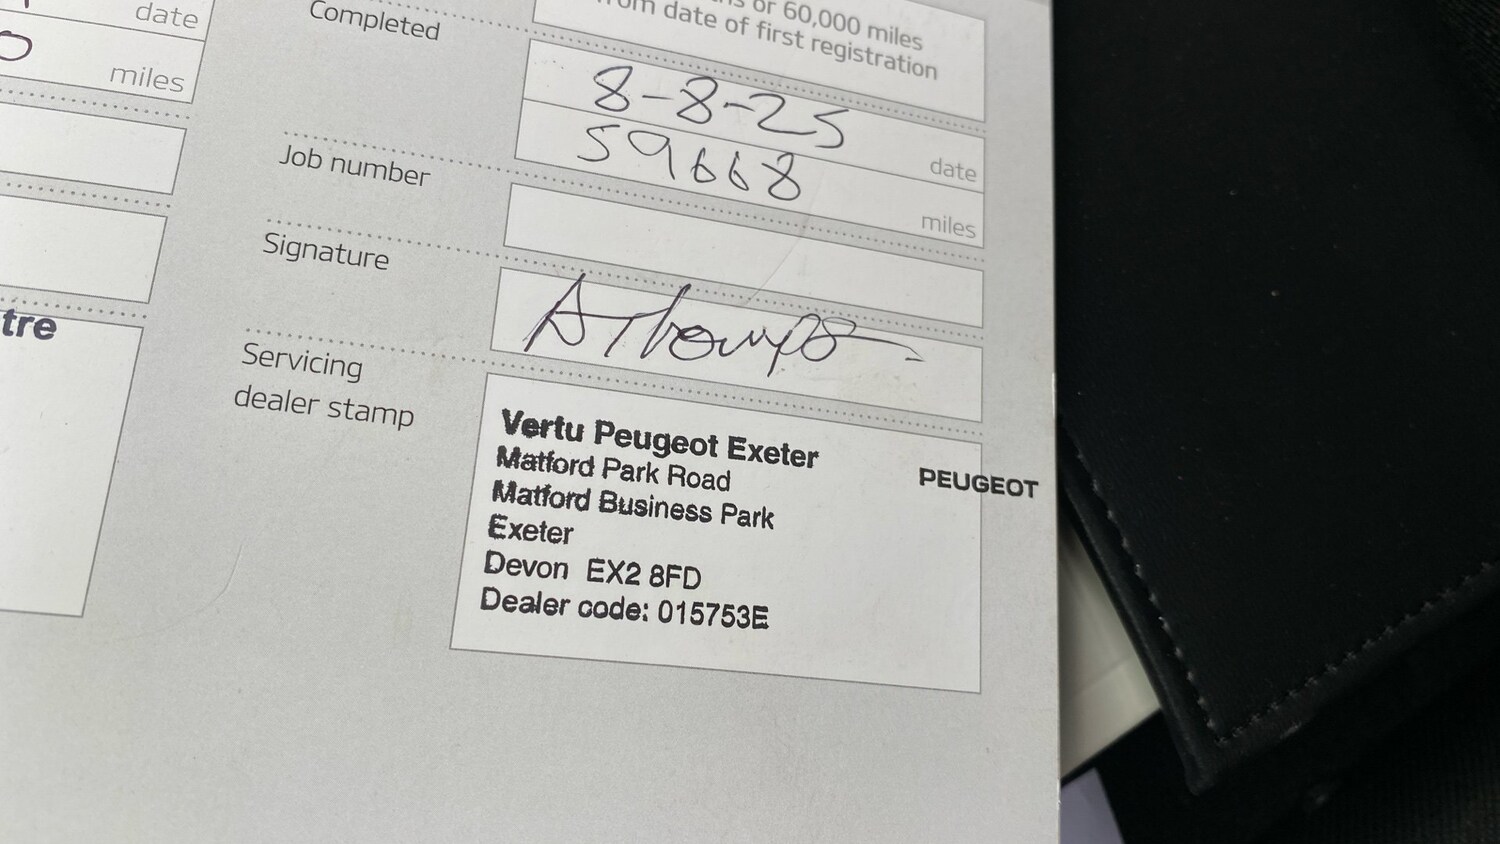 date
miles
tre
Completed
or 60,000 miles
from date of first registration
8-8-25
date
59668
miles
Job number
Signature
Servicing
dealer stamp
Vertu Peugeot Exeter
Matford Park Road
Matford Business Park
Exeter
Devon EX2 8FD
Dealer code: 015753E
PEUGEOT